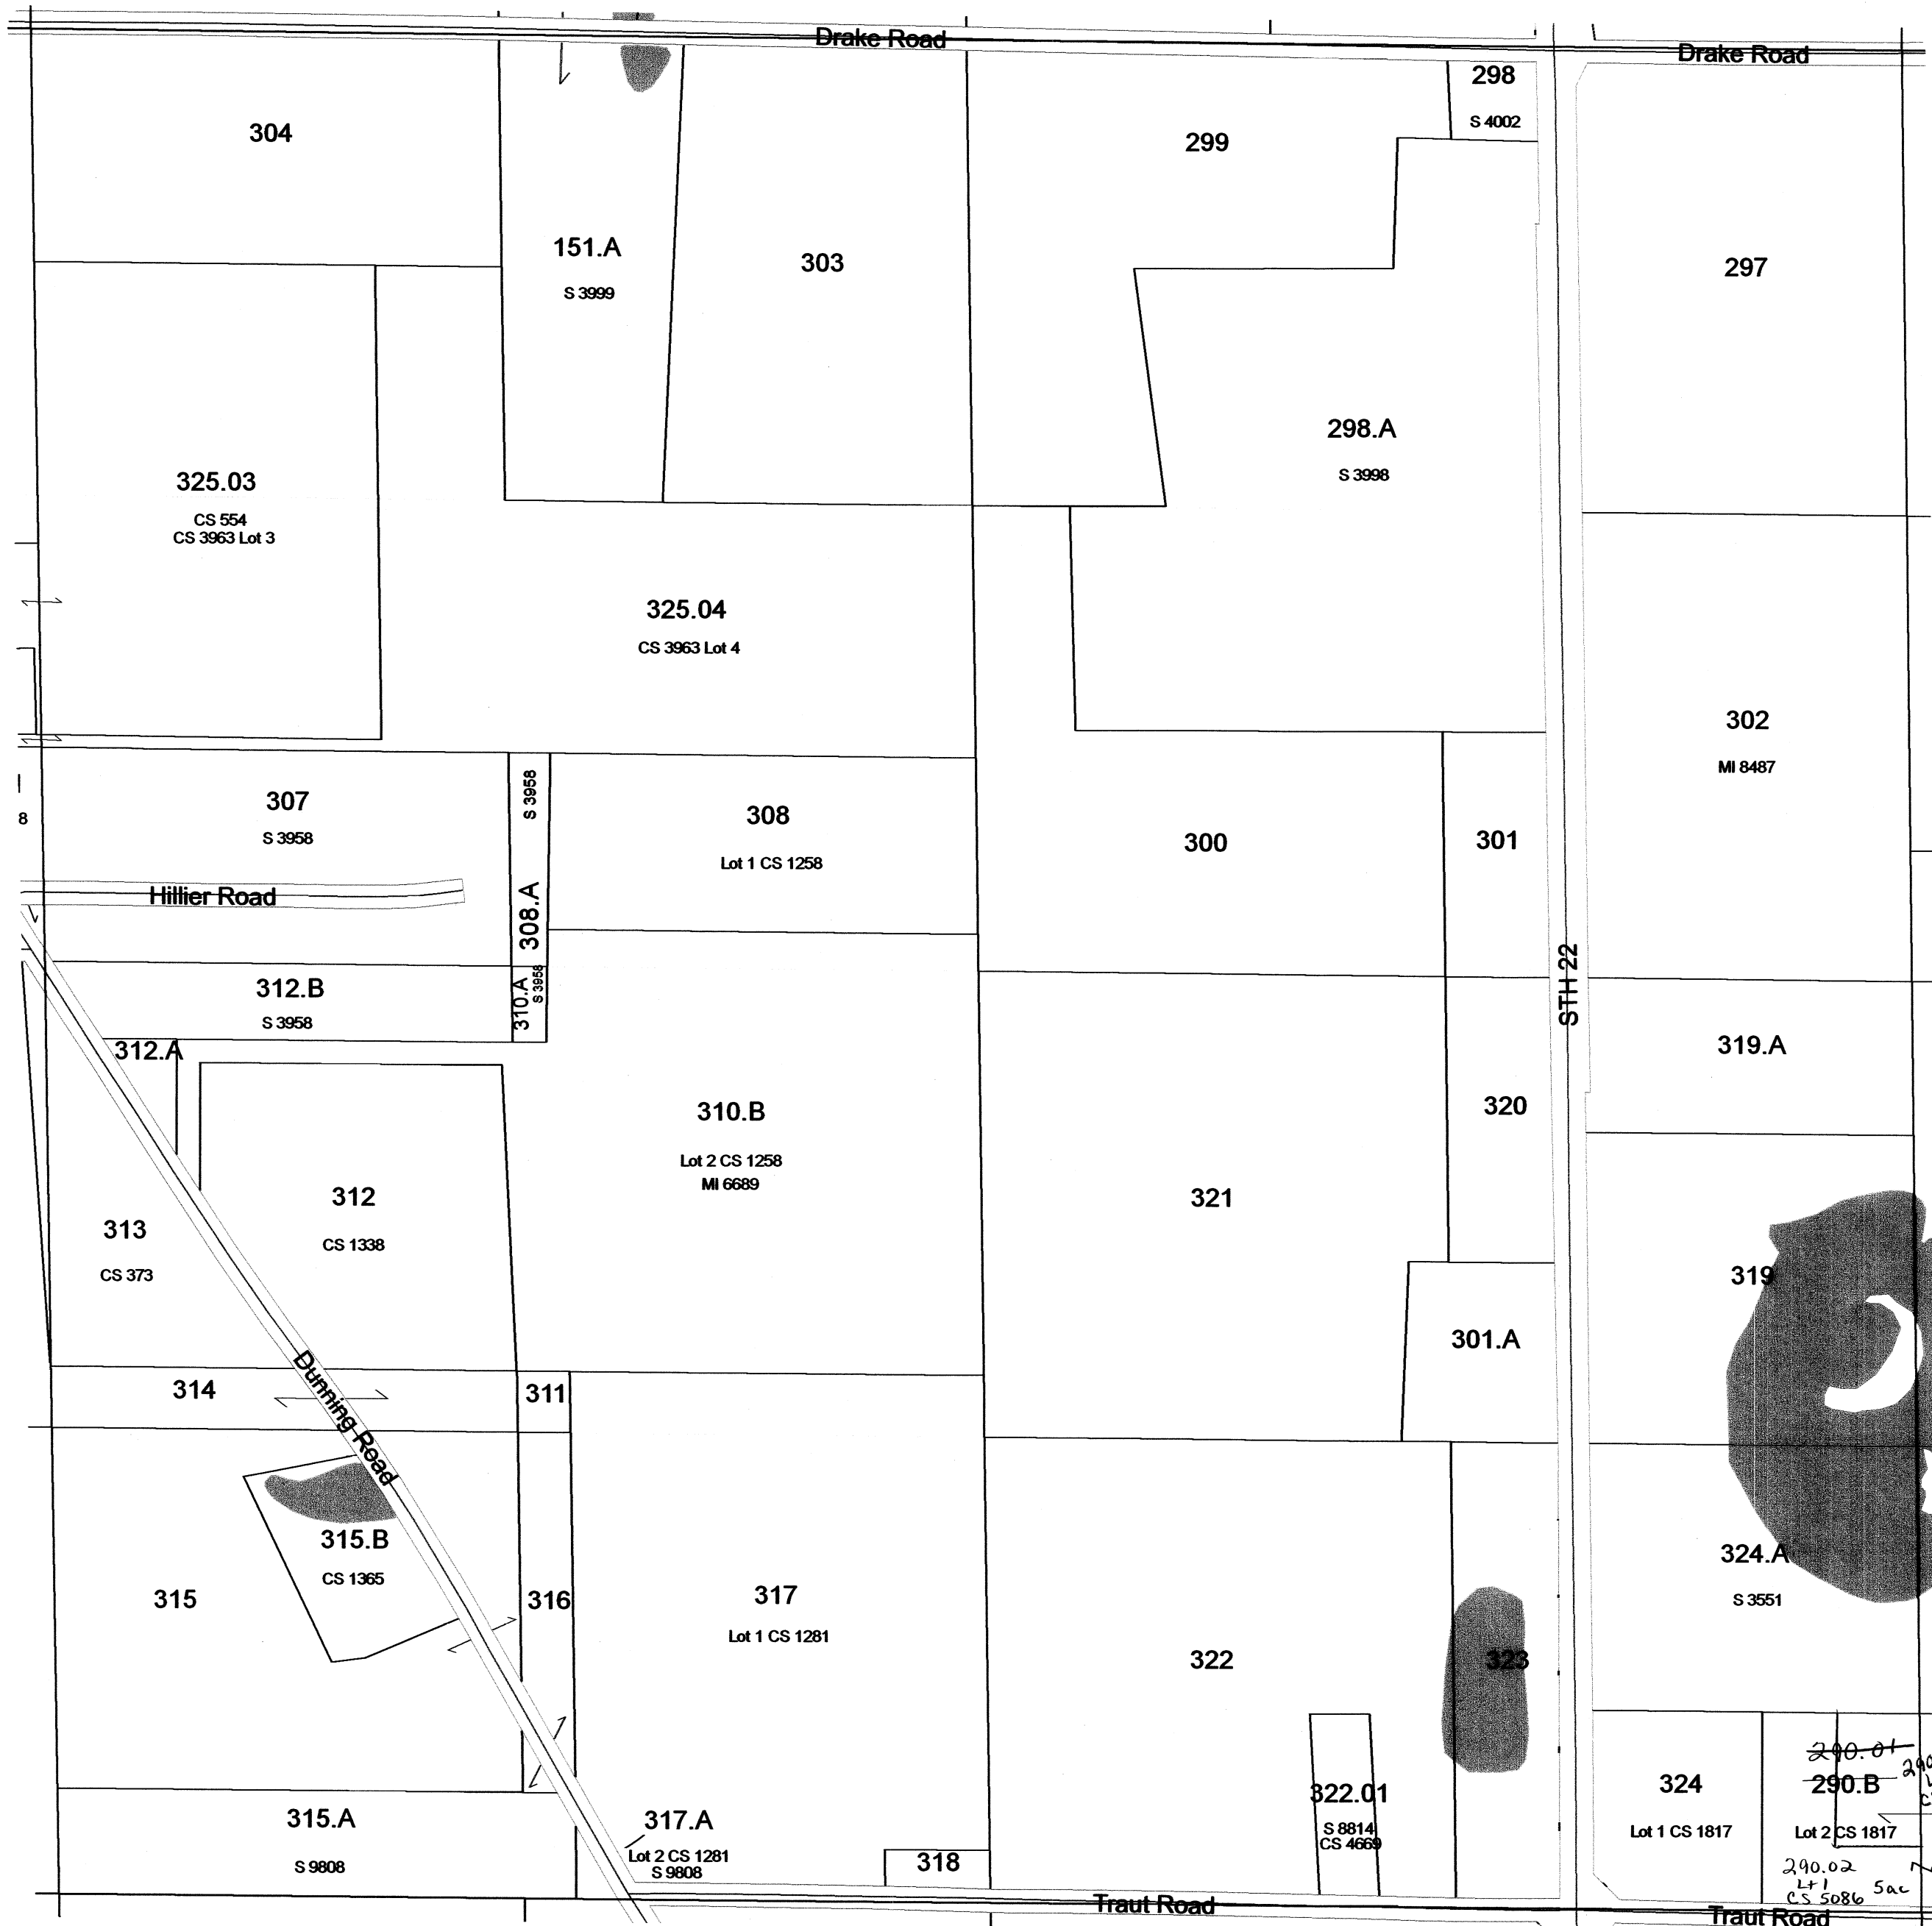 Drake Road
Drake Road
298
S 4002
304
299
151.A
S 3999
303
297
298.A
S 3998
325.03
CS 554
CS 3963 Lot 3
325.04
CS 3963 Lot 4
302
MI 8487
307
S 3958
S 3958
308
Lot 1 CS 1258
300
301
8
Hillier Road
308.A
STH 22
312.B
S 3958
310.A
S 3958
312.A
319.A
310.B
Lot 2 CS 1258
MI 6689
320
312
CS 1338
321
313
CS 373
319
301.A
314
Dunning Road
311
315.B
CS 1365
324.A
S 3551
315
316
317
Lot 1 CS 1281
322
323
290.01
290.B
Lot 2 CS 1817
324
Lot 1 CS 1817
322.01
S 8814
CS 4669
315.A
S 9808
317.A
Lot 2 CS 1281
S 9808
318
290.02
Lt 1
CS 5086 5ac
Traut Road
Traut Road